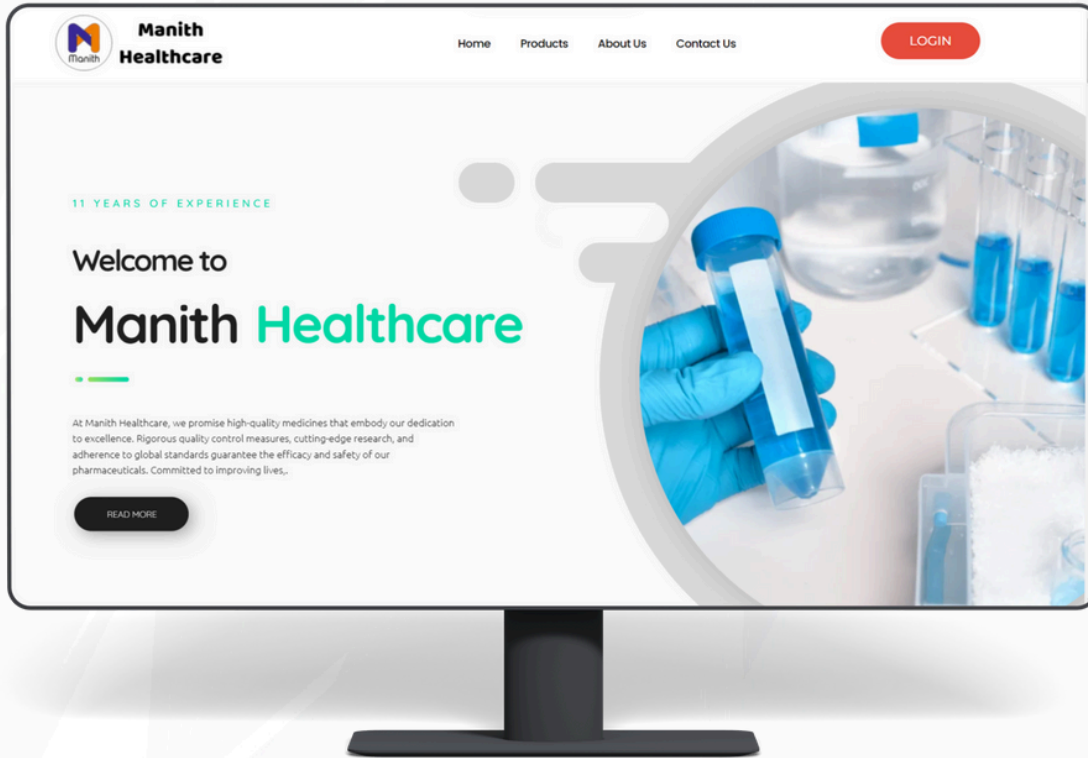 Manith
Manith
Healthcare
Home Products About Us Contact Us
LOGIN
11 YEARS OF EXPERIENCE
Welcome to
Manith Healthcare
At Manith Healthcare, we promise high-quality medicines that embody our dedication
to excellence. Rigorous quality control measures, cutting-edge research, and
adherence to global standards guarantee the efficacy and safety of our
pharmaceuticals. Committed to improving lives,.
READ MORE